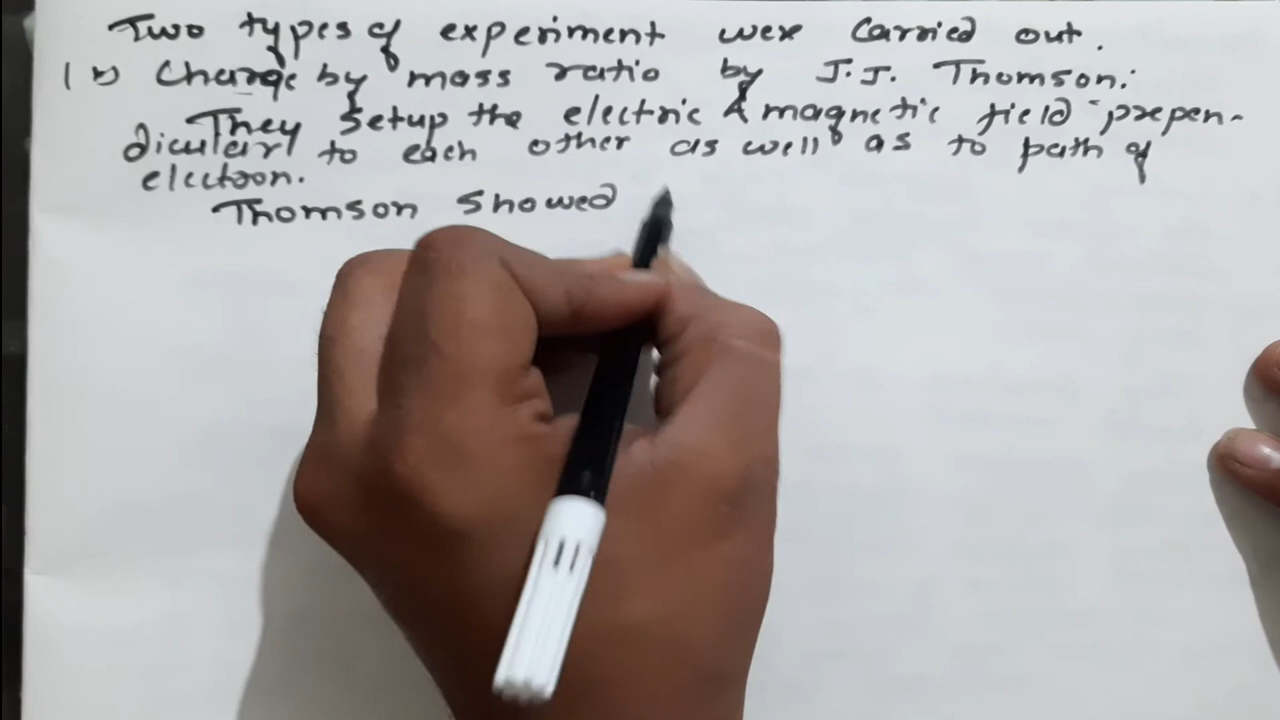 Two types of experiment were carried out.
1) Charge by mass ratio by J.J. Thomson:
They setup the electric & magnetic field prepen-
dicular to each other as well as to path of
electron.
Thomson showed